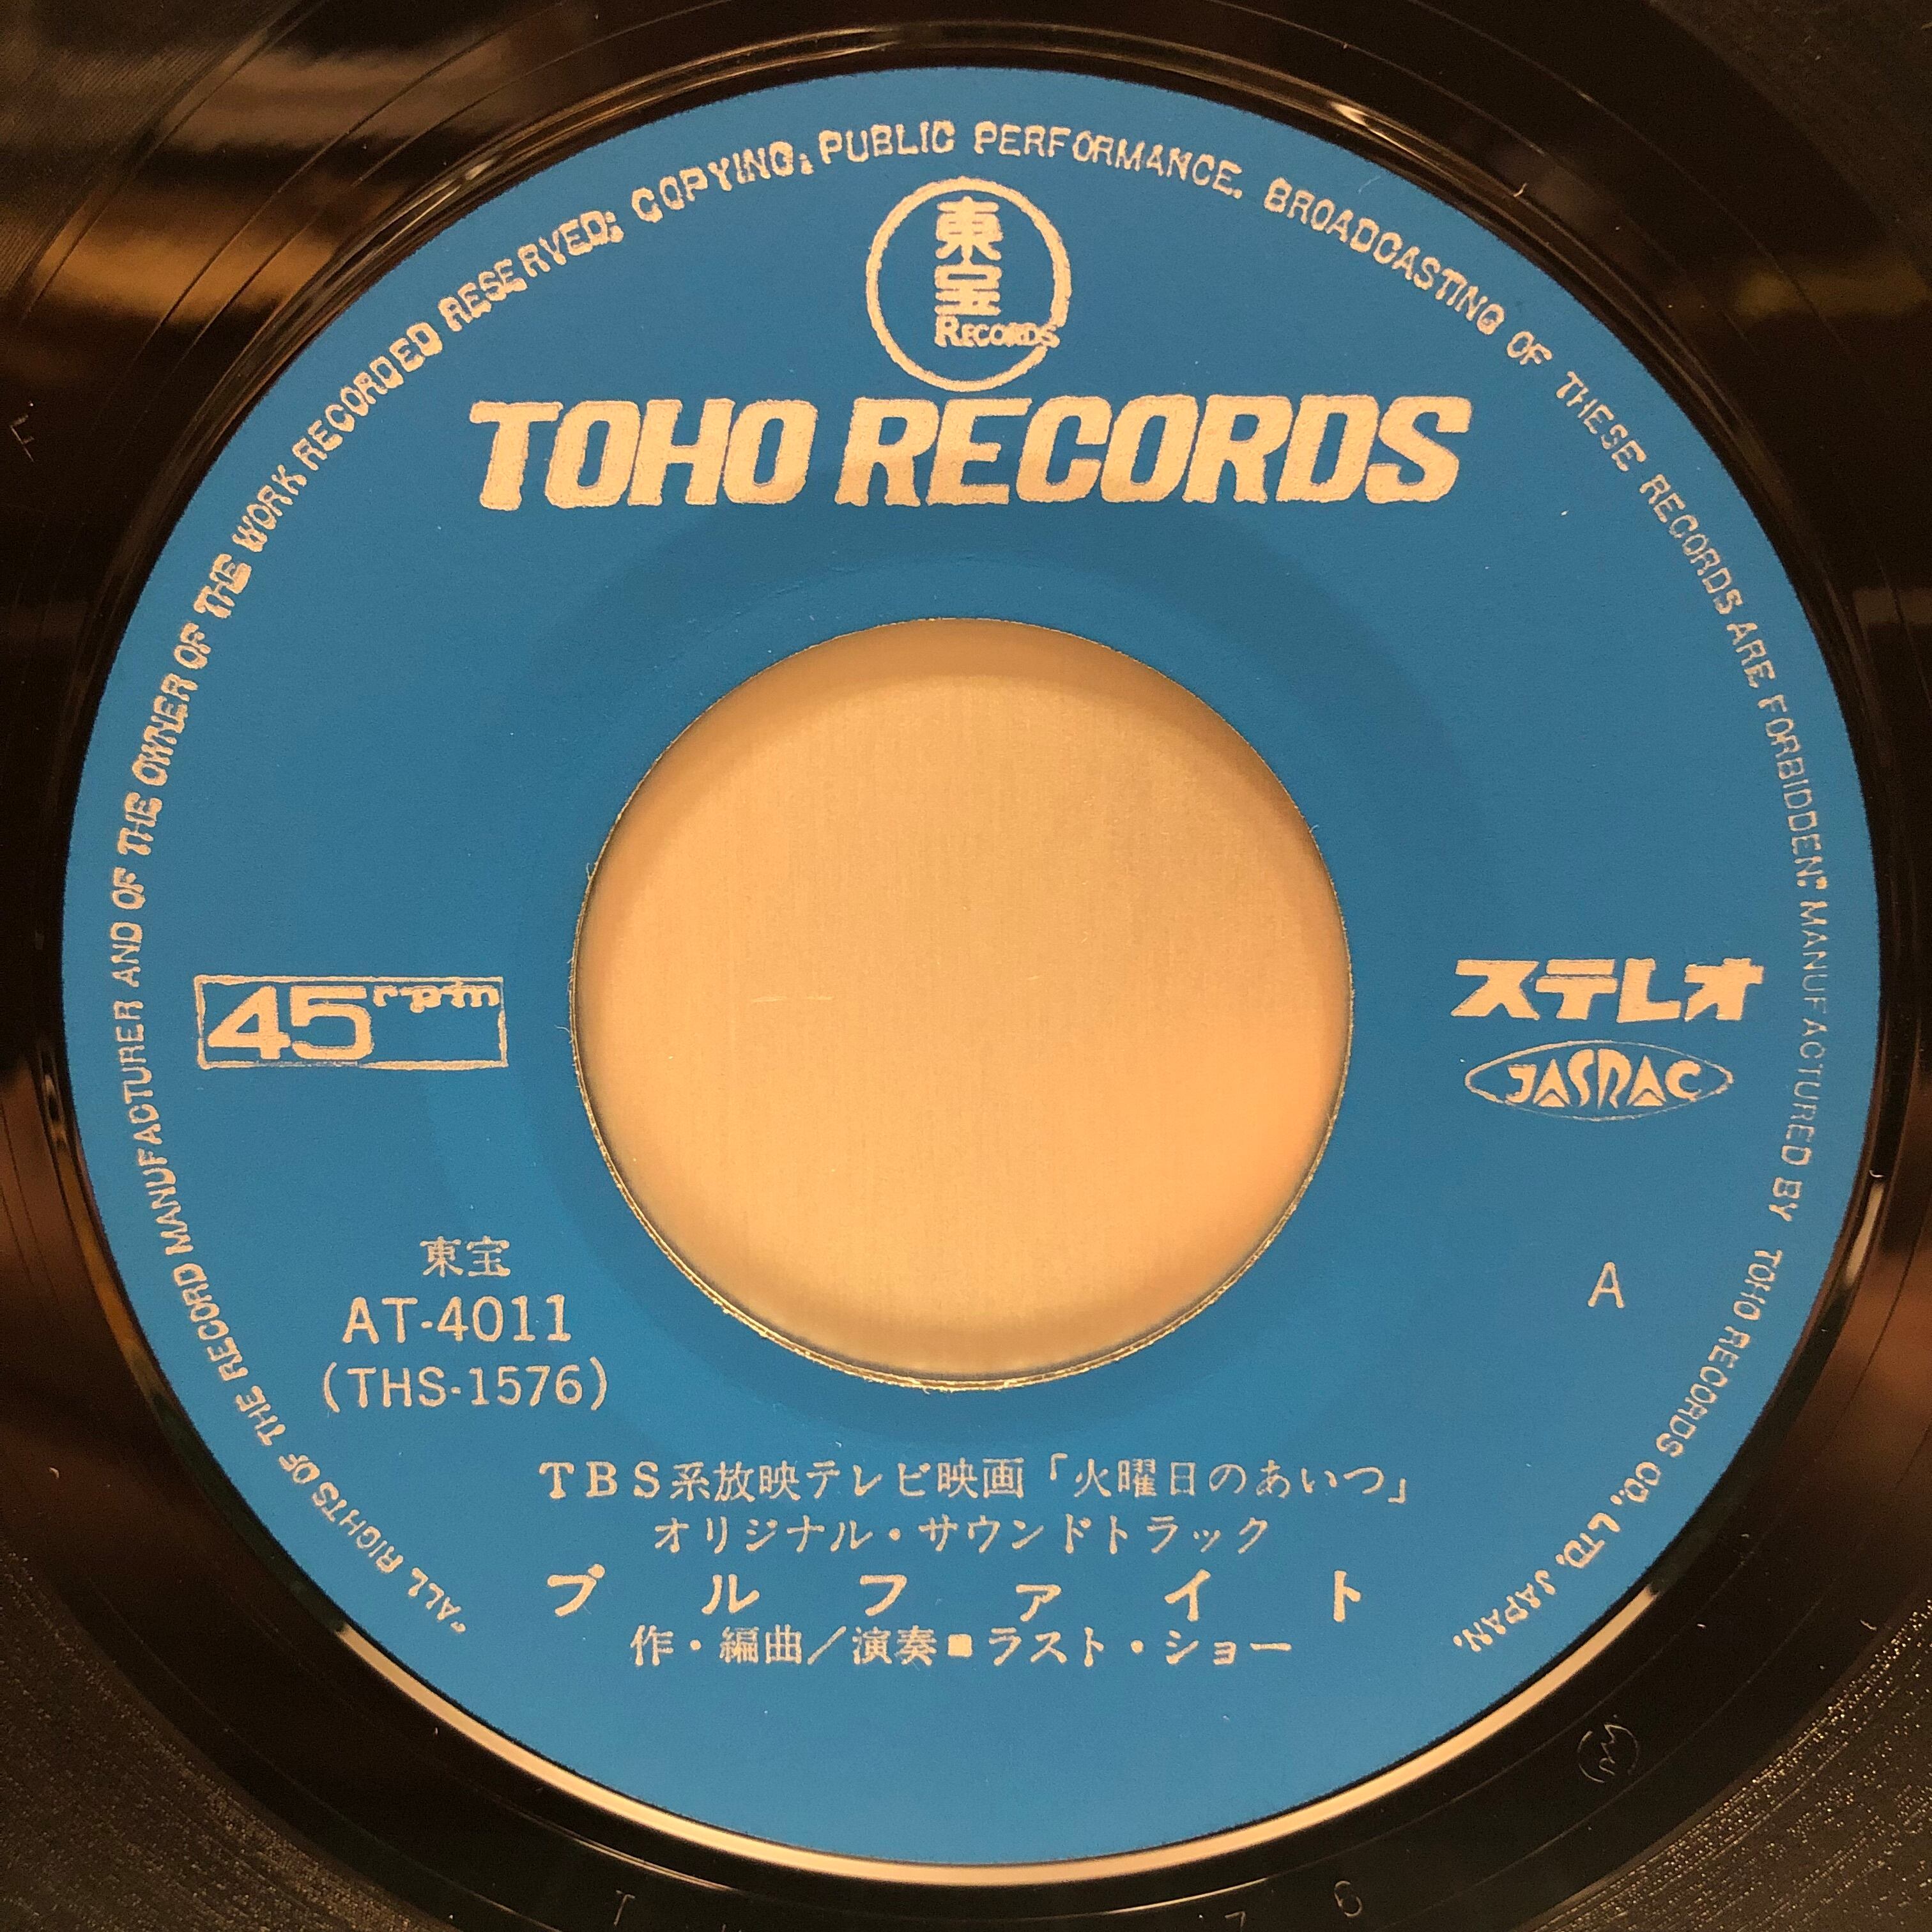 "ALL RIGHTS OF THE RECORD MANUFACTURER AND OF THE OWNER OF THE WORK RECORDED RESERVED; COPYING, PUBLIC PERFORMANCE. BROADCASTING OF THESE RECORDS ARE FORBIDDEN." MANUFACTURED BY TOHO RECORDS CO., LTD. JAPAN.
東宝
RECORDS
TOHO RECORDS
45rpm
ステレオ
JASRAC
東宝
AT-4011
(THS-1576)
A
TBS系放映テレビ映画「火曜日のあいつ」
オリジナル・サウンドトラック
ブルファイト
作・編曲/演奏■ラスト・ショー